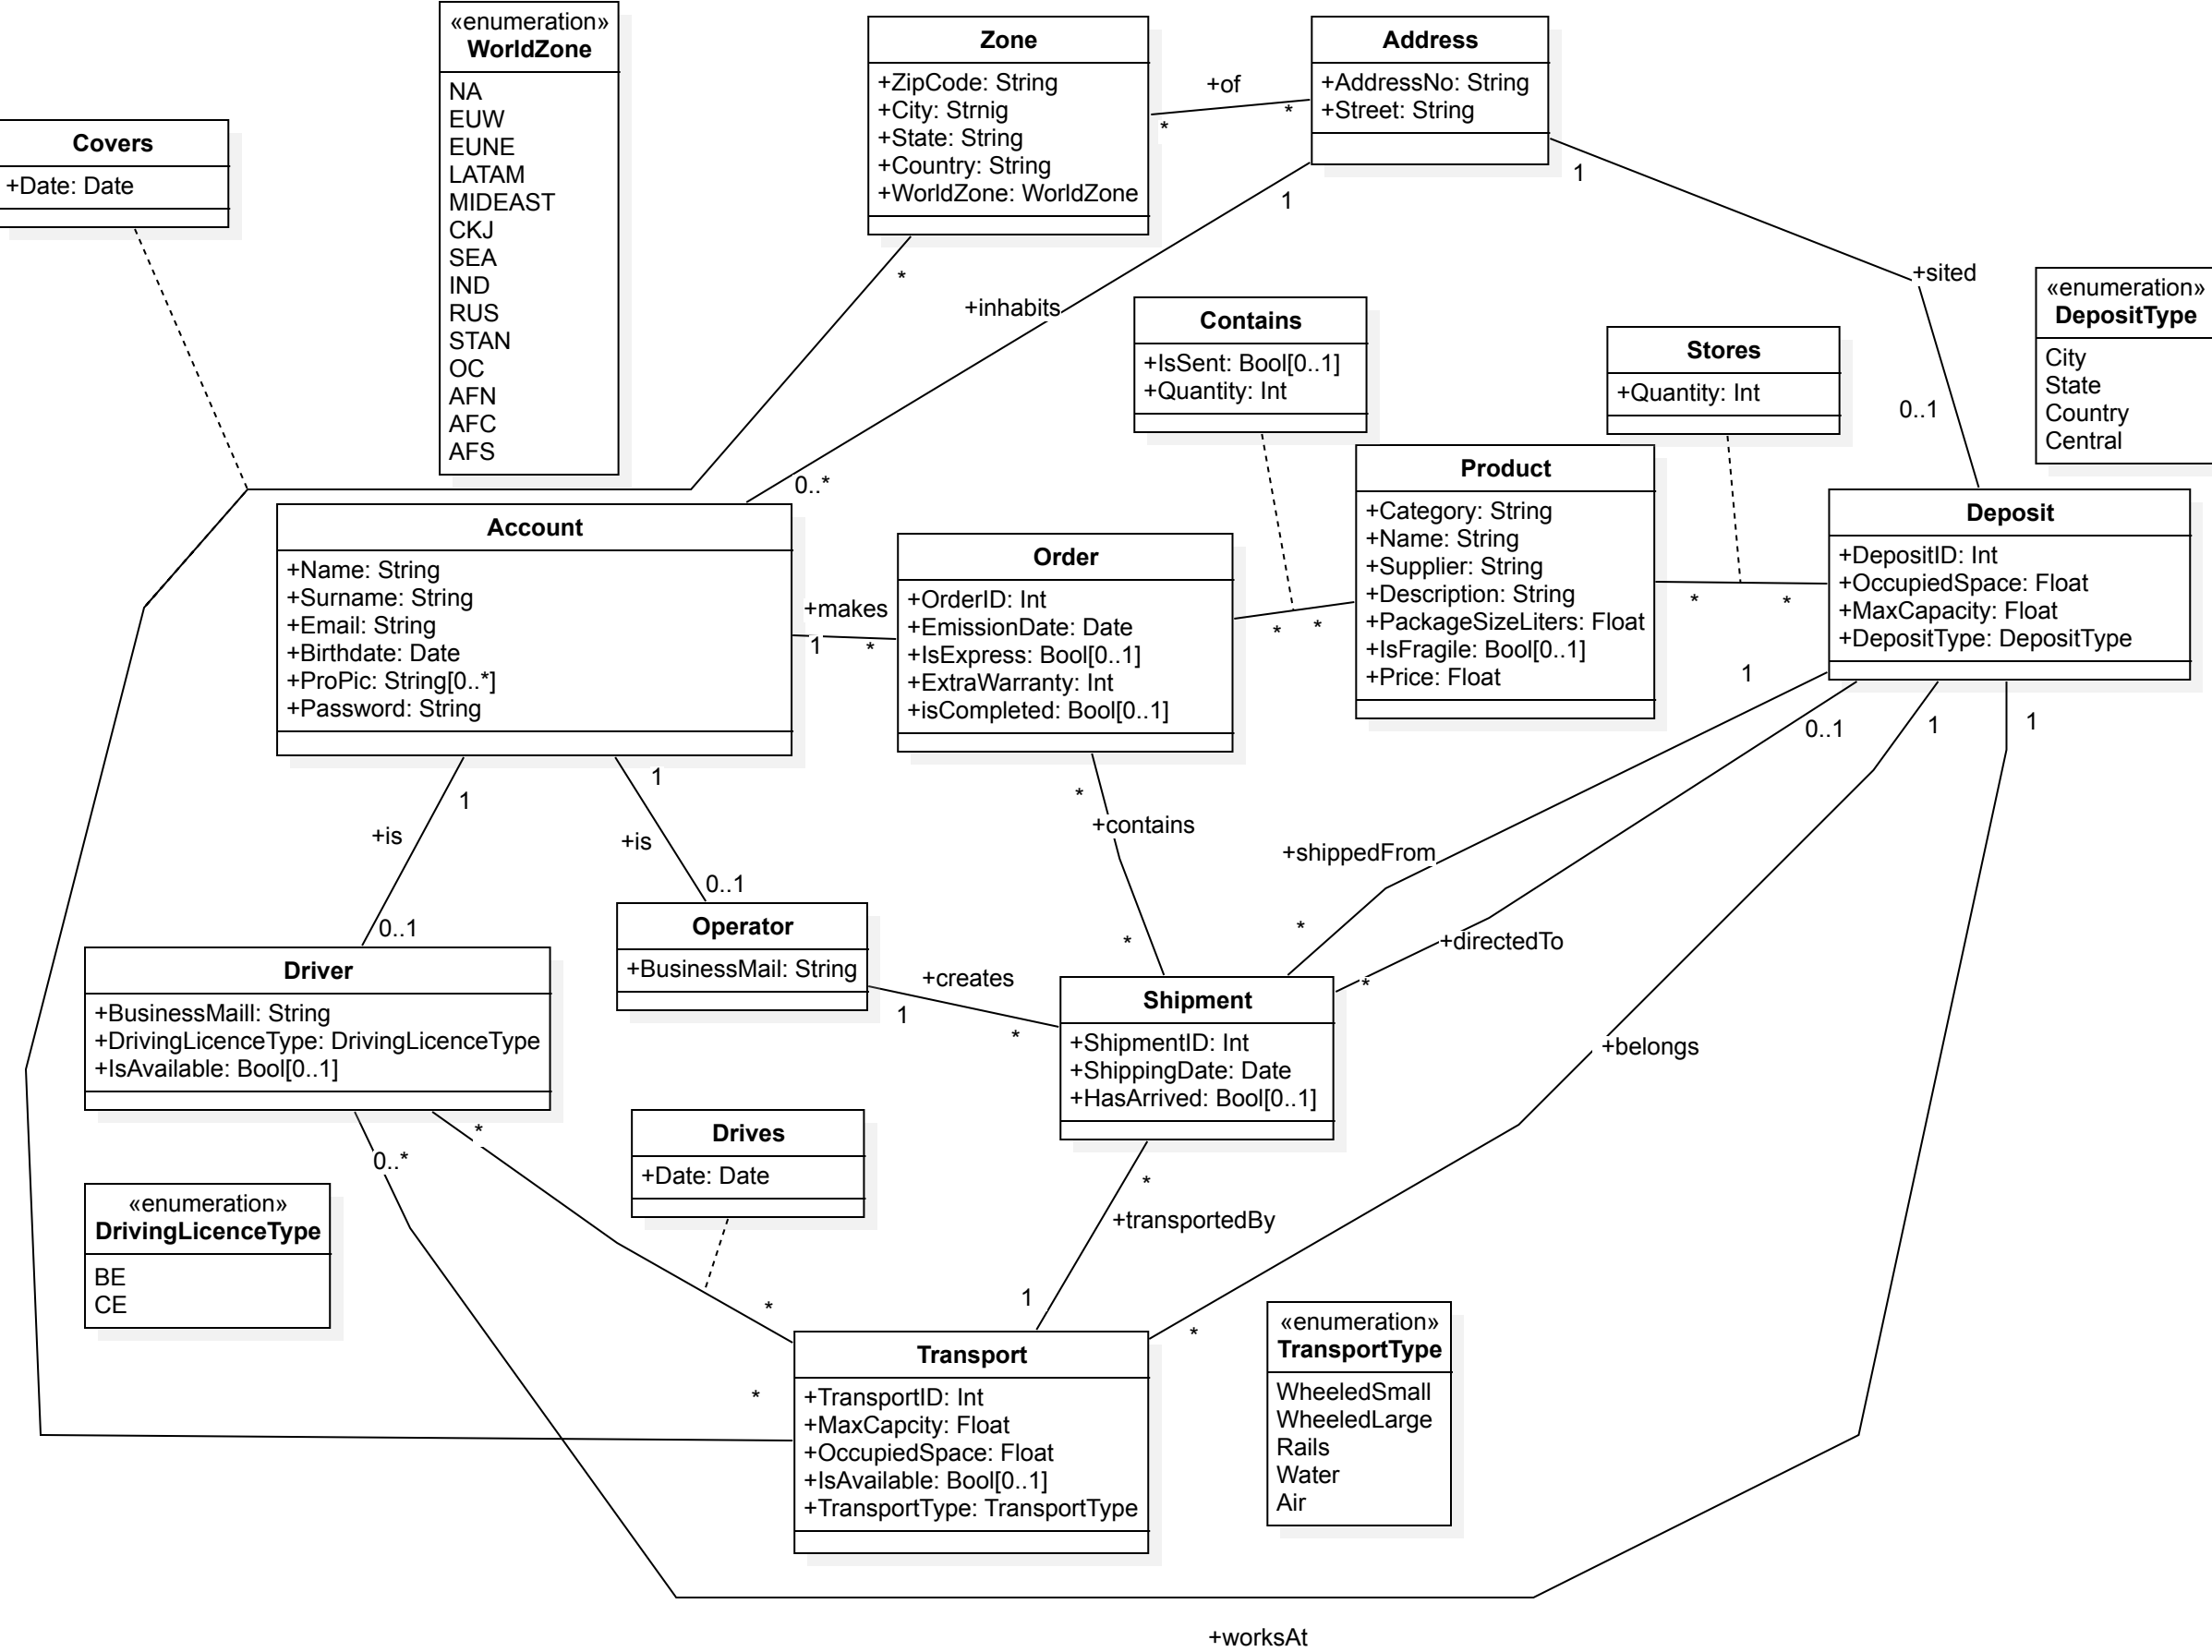 «enumeration»
WorldZone
NA
EUW
EUNE
LATAM
MIDEAST
CKJ
SEA
IND
RUS
STAN
OC
AFN
AFC
AFS
Zone
+ZipCode: String
+City: Strnig
+State: String
+Country: String
+WorldZone: WorldZone
+of
*
*
Address
+AddressNo: String
+Street: String
Covers
+Date: Date
*
+inhabits
1
0..*
1
+sited
0..1
Contains
+IsSent: Bool[0..1]
+Quantity: Int
Stores
+Quantity: Int
«enumeration»
DepositType
City
State
Country
Central
Account
+Name: String
+Surname: String
+Email: String
+Birthdate: Date
+ProPic: String[0..*]
+Password: String
+makes
1
*
Order
+OrderID: Int
+EmissionDate: Date
+IsExpress: Bool[0..1]
+ExtraWarranty: Int
+isCompleted: Bool[0..1]
*
*
Product
+Category: String
+Name: String
+Supplier: String
+Description: String
+PackageSizeLiters: Float
+IsFragile: Bool[0..1]
+Price: Float
*
*
Deposit
+DepositID: Int
+OccupiedSpace: Float
+MaxCapacity: Float
+DepositType: DepositType
1
0..1
1
1
1
+is
0..1
1
+is
0..1
*
+contains
*
+shippedFrom
*
+directedTo
*
+belongs
Driver
+BusinessMaill: String
+DrivingLicenceType: DrivingLicenceType
+IsAvailable: Bool[0..1]
Operator
+BusinessMail: String
+creates
1
*
Shipment
+ShipmentID: Int
+ShippingDate: Date
+HasArrived: Bool[0..1]
*
0..*
Drives
+Date: Date
*
+transportedBy
1
«enumeration»
DrivingLicenceType
BE
CE
*
*
*
Transport
+TransportID: Int
+MaxCapcity: Float
+OccupiedSpace: Float
+IsAvailable: Bool[0..1]
+TransportType: TransportType
«enumeration»
TransportType
WheeledSmall
WheeledLarge
Rails
Water
Air
+worksAt